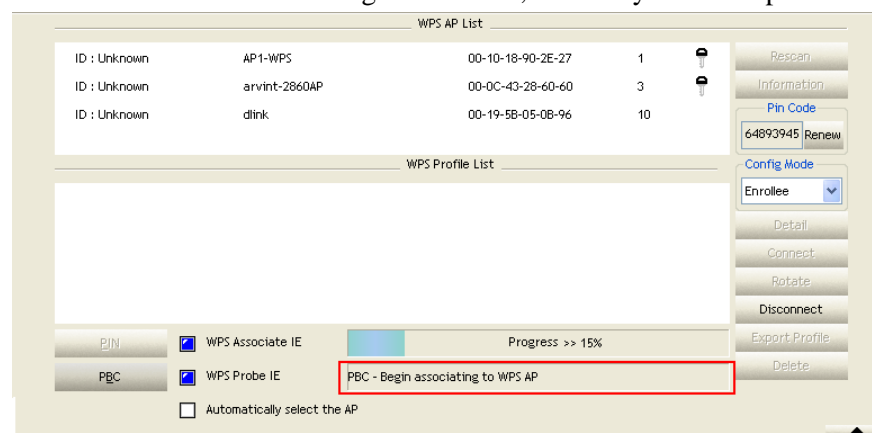 WPS AP List
ID : Unknown AP1-WPS 00-10-18-90-2E-27 1
ID : Unknown arvint-2860AP 00-0C-43-28-60-60 3
ID : Unknown dlink 00-19-5B-05-0B-96 10
Rescan
Information
Pin Code
64893945 Renew
WPS Profile List
Config Mode
Enrollee
Detail
Connect
Rotate
Disconnect
Export Profile
Delete
PIN WPS Associate IE Progress >> 15%
PBC WPS Probe IE PBC - Begin associating to WPS AP
Automatically select the AP